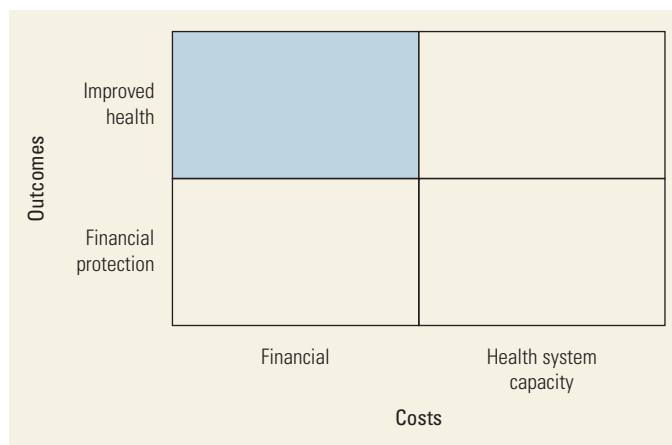 Improved
health
Outcomes
Financial
protection
Financial
Health system
capacity
Costs